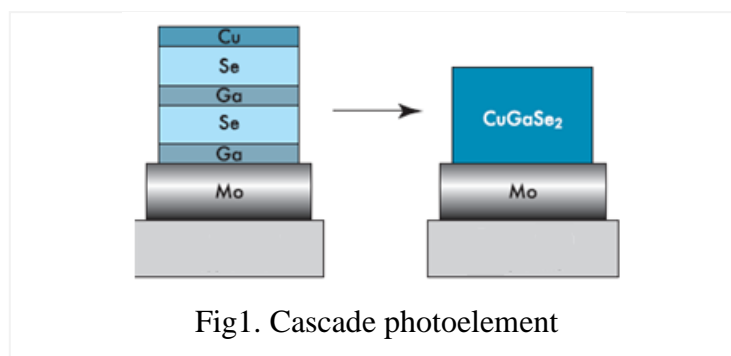 Cu
Se
Ga
Se
Ga
Mo
CuGaSe₂
Mo
Fig1. Cascade photoelement